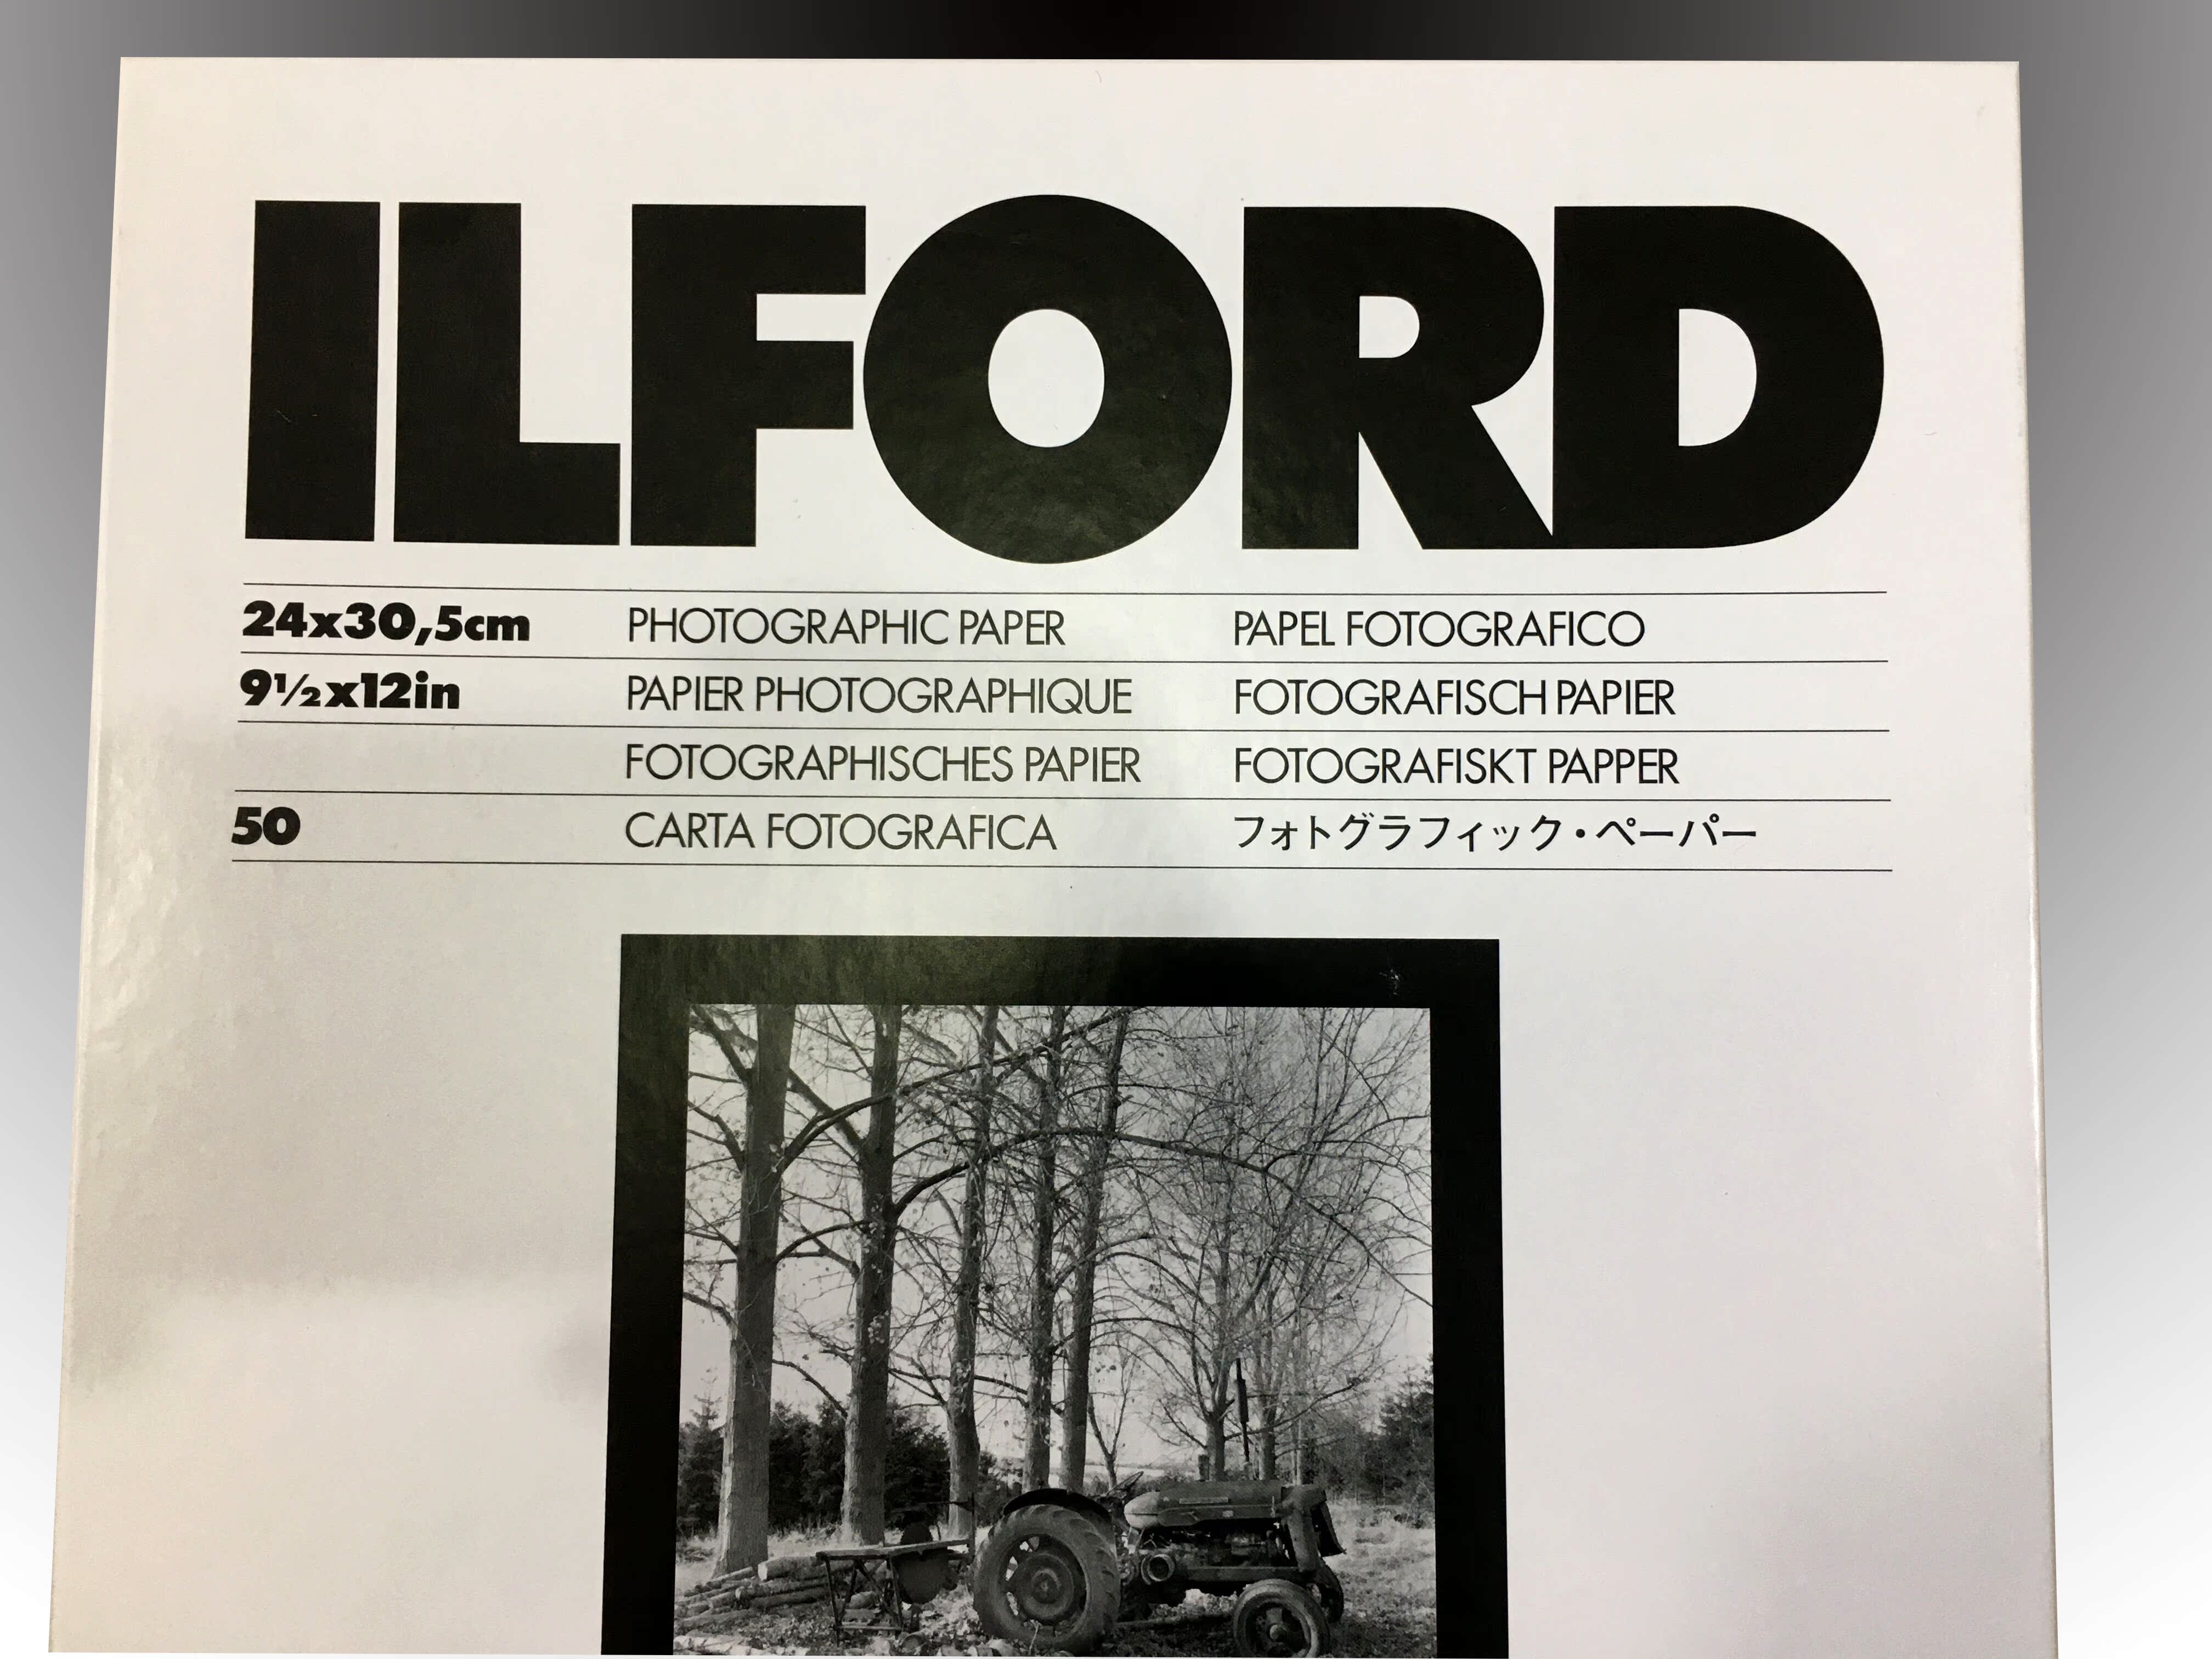 ILFORD
24x30,5cm PHOTOGRAPHIC PAPER PAPEL FOTOGRAFICO
9½x12in PAPIER PHOTOGRAPHIQUE FOTOGRAFISCH PAPIER
FOTOGRAPHISCHES PAPIER FOTOGRAFISKT PAPPER
50 CARTA FOTOGRAFICA フォトグラフィック・ペーパー